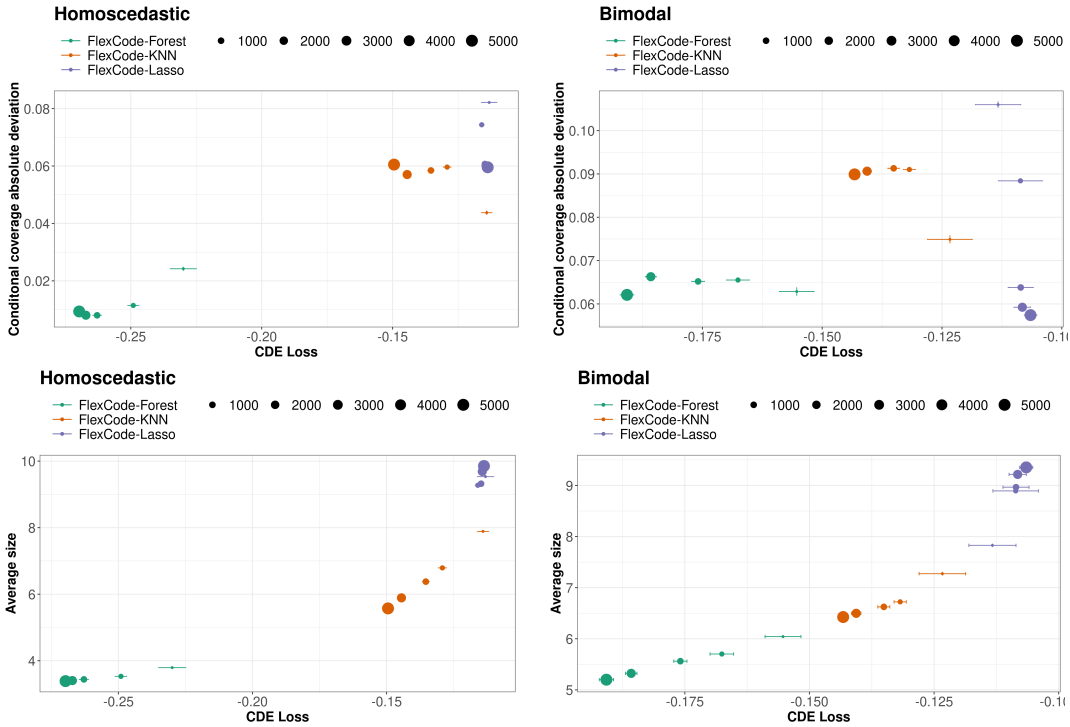 Homoscedastic
FlexCode-Forest
FlexCode-KNN
FlexCode-Lasso
1000 2000 3000 4000 5000
Conditonal coverage absolute deviation
0.08
0.06
0.04
0.02
-0.25 -0.20 -0.15
CDE Loss
Bimodal
FlexCode-Forest
FlexCode-KNN
FlexCode-Lasso
1000 2000 3000 4000 5000
Conditonal coverage absolute deviation
0.10
0.09
0.08
0.07
0.06
-0.175 -0.150 -0.125 -0.10
CDE Loss
Homoscedastic
FlexCode-Forest
FlexCode-KNN
FlexCode-Lasso
1000 2000 3000 4000 5000
Average size
10
8
6
4
-0.25 -0.20 -0.15
CDE Loss
Bimodal
FlexCode-Forest
FlexCode-KNN
FlexCode-Lasso
1000 2000 3000 4000 5000
Average size
9
8
7
6
5
-0.175 -0.150 -0.125 -0.10
CDE Loss